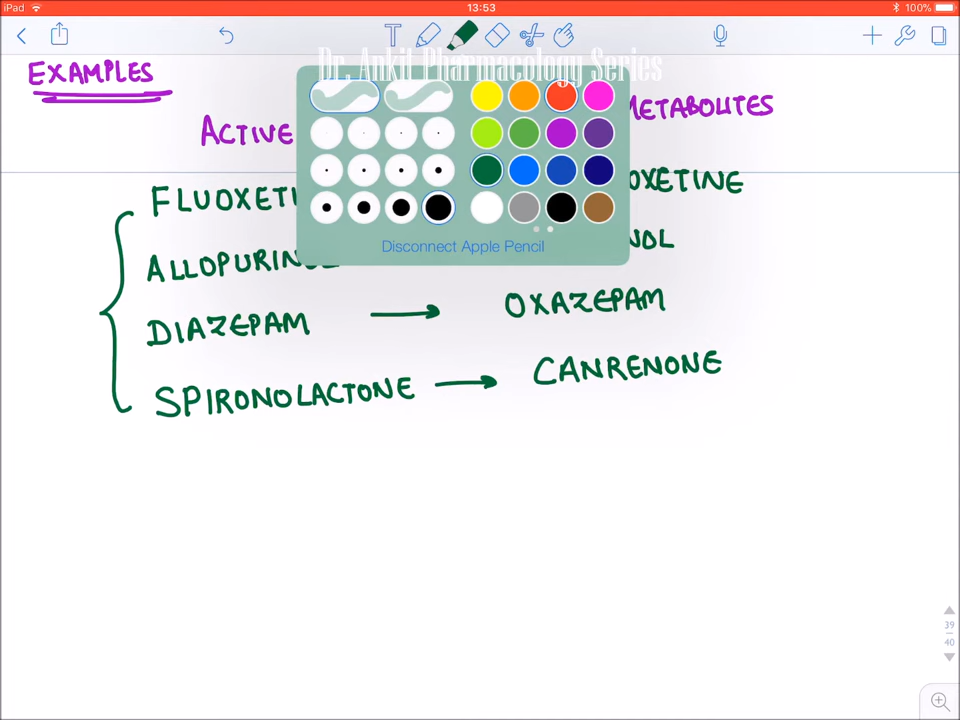 iPad 13:53 100%
T
Dr. Ankit Pharmacology Series
EXAMPLES
ACTIVE METABOLITES
FLUOXETI OXETINE
ALLOPURINOL NOL
DIAZEPAM → OXAZEPAM
SPIRONOLACTONE → CANRENONE
Disconnect Apple Pencil
39
40